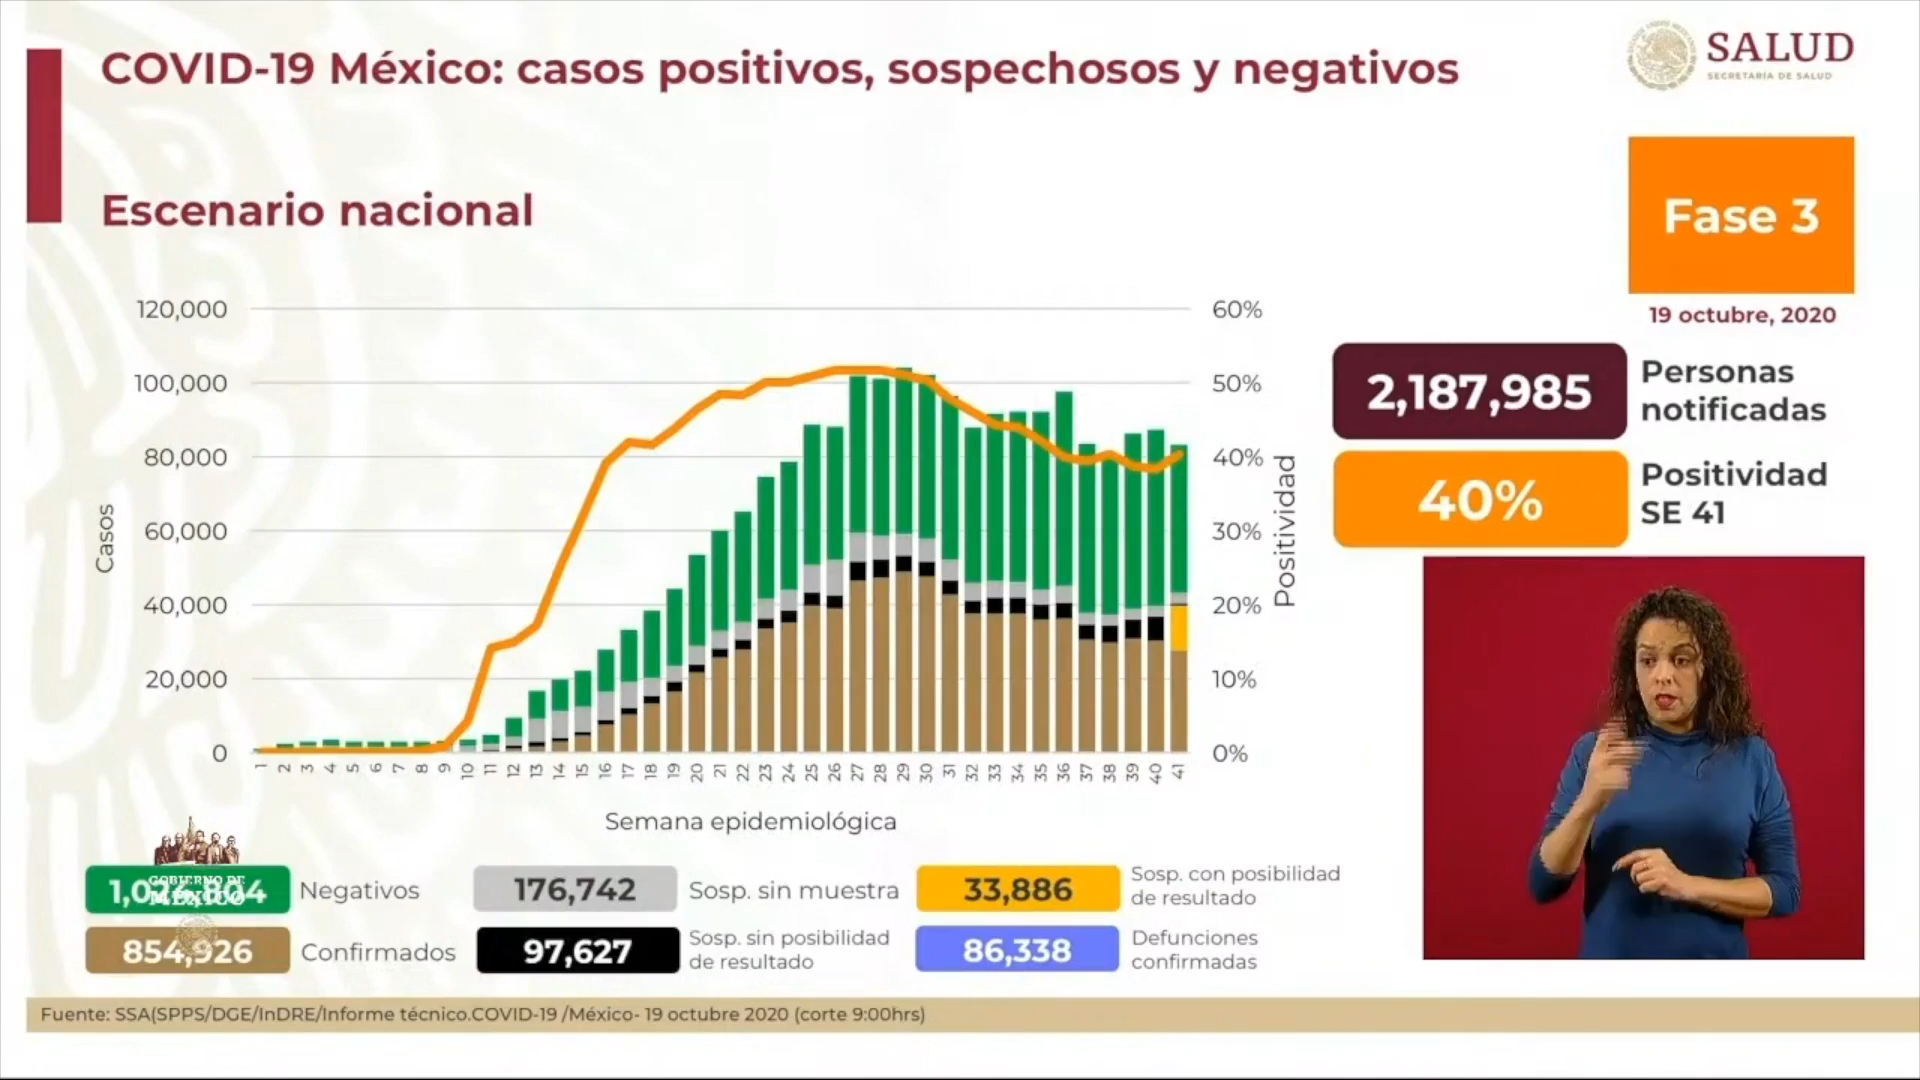 COVID-19 México: casos positivos, sospechosos y negativos
SALUD
SECRETARÍA DE SALUD
Escenario nacional
Fase 3
19 octubre, 2020
2,187,985
Personas
notificadas
40%
Positividad
SE 41
120,000
100,000
80,000
60,000
40,000
20,000
0
Casos
60%
50%
40%
30%
20%
10%
0%
Positividad
1 2 3 4 5 6 7 8 9 10 11 12 13 14 15 16 17 18 19 20 21 22 23 24 25 26 27 28 29 30 31 32 33 34 35 36 37 38 39 40 41
Semana epidemiológica
GOBIERNO DE
MÉXICO
Negativos
176,742
Sosp. sin muestra
33,886
Sosp. con posibilidad
de resultado
854,926
Confirmados
97,627
Sosp. sin posibilidad
de resultado
86,338
Defunciones
confirmadas
Fuente: SSA(SPPS/DGE/InDRE/Informe técnico.COVID-19 /México- 19 octubre 2020 (corte 9:00hrs)